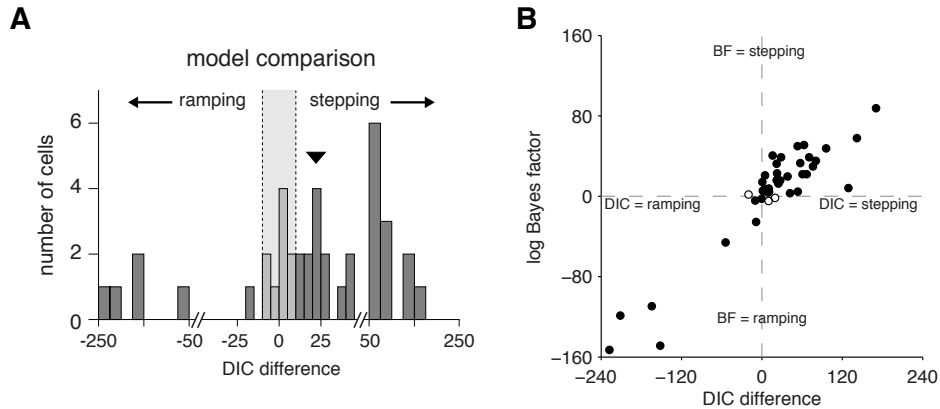 A
model comparison
ramping
stepping
number of cells
6
4
2
0
-250
-50
-25
0
25
50
250
DIC difference
B
log Bayes factor
160
80
0
−80
−160
BF = stepping
DIC = ramping
DIC = stepping
BF = ramping
−240
−120
0
120
240
DIC difference